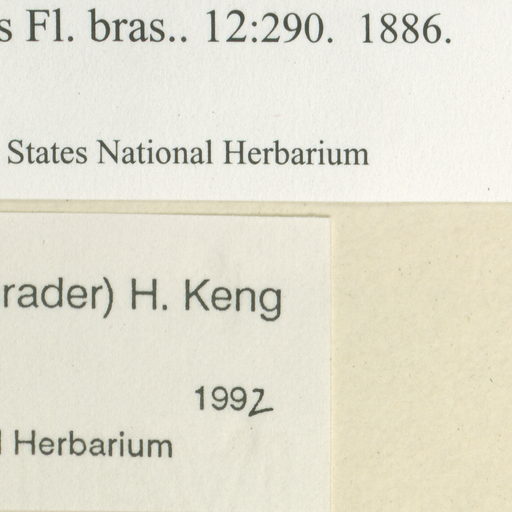 s Fl. bras.. 12:290. 1886.
States National Herbarium
rader) H. Keng
1992
Herbarium